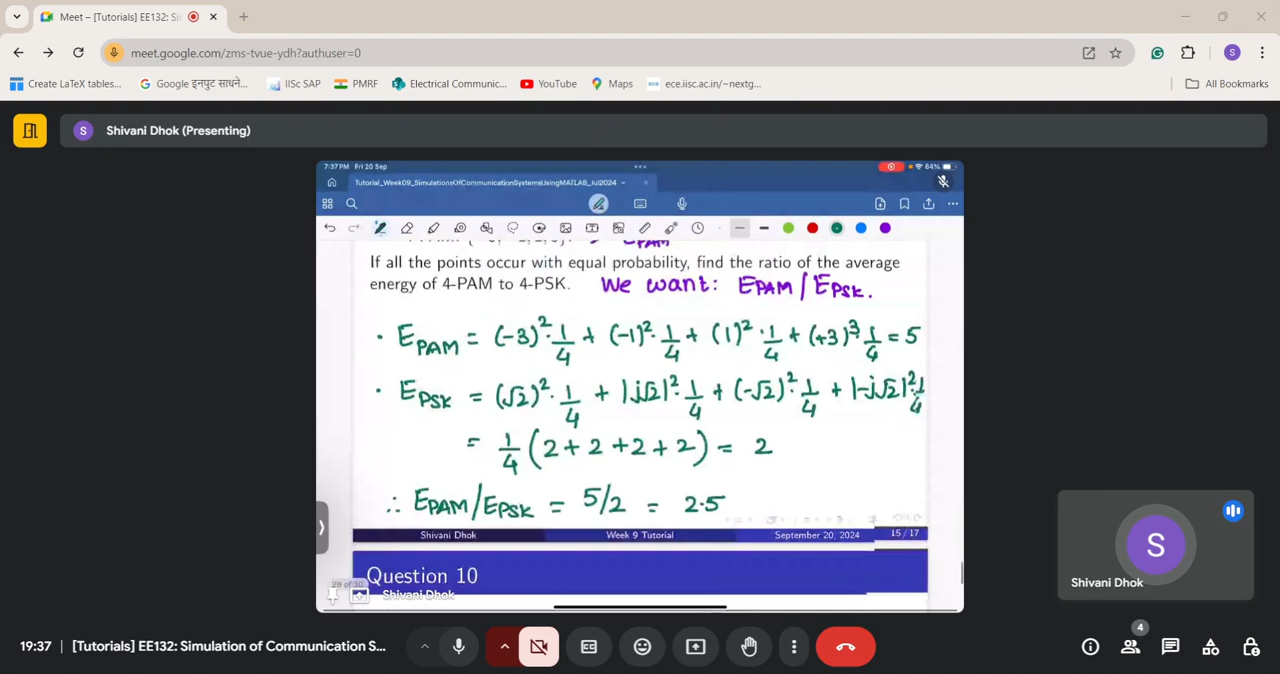 Meet – [Tutorials] EE132: Si
meet.google.com/zms-tvue-ydh?authuser=0
Create LaTeX tables... Google इनपुट साधने... IISc SAP PMRF Electrical Communic... YouTube Maps ece.iisc.ac.in/~nextg... All Bookmarks
S Shivani Dhok (Presenting)
7:37 PM Fri 20 Sep 64%
Tutorial_Week09_SimulationsOfCommunicationSystemsUsingMATLAB_Jul2024
If all the points occur with equal probability, find the ratio of the average
energy of 4-PAM to 4-PSK. We want: EPAM/EPSK.
• EPAM = (-3)²·1/4 + (-1)²·1/4 + (1)²·1/4 + (+3)³·1/4 = 5
• EPSK = (√2)²·1/4 + |j√2|²·1/4 + (-√2)²·1/4 + |-j√2|²·1/4
= 1/4 (2+2+2+2) = 2
∴ EPAM/EPSK = 5/2 = 2.5
Shivani Dhok Week 9 Tutorial September 20, 2024 15 / 17
Question 10
28 of 30
Shivani Dhok
S
Shivani Dhok
19:37 | [Tutorials] EE132: Simulation of Communication S...
4